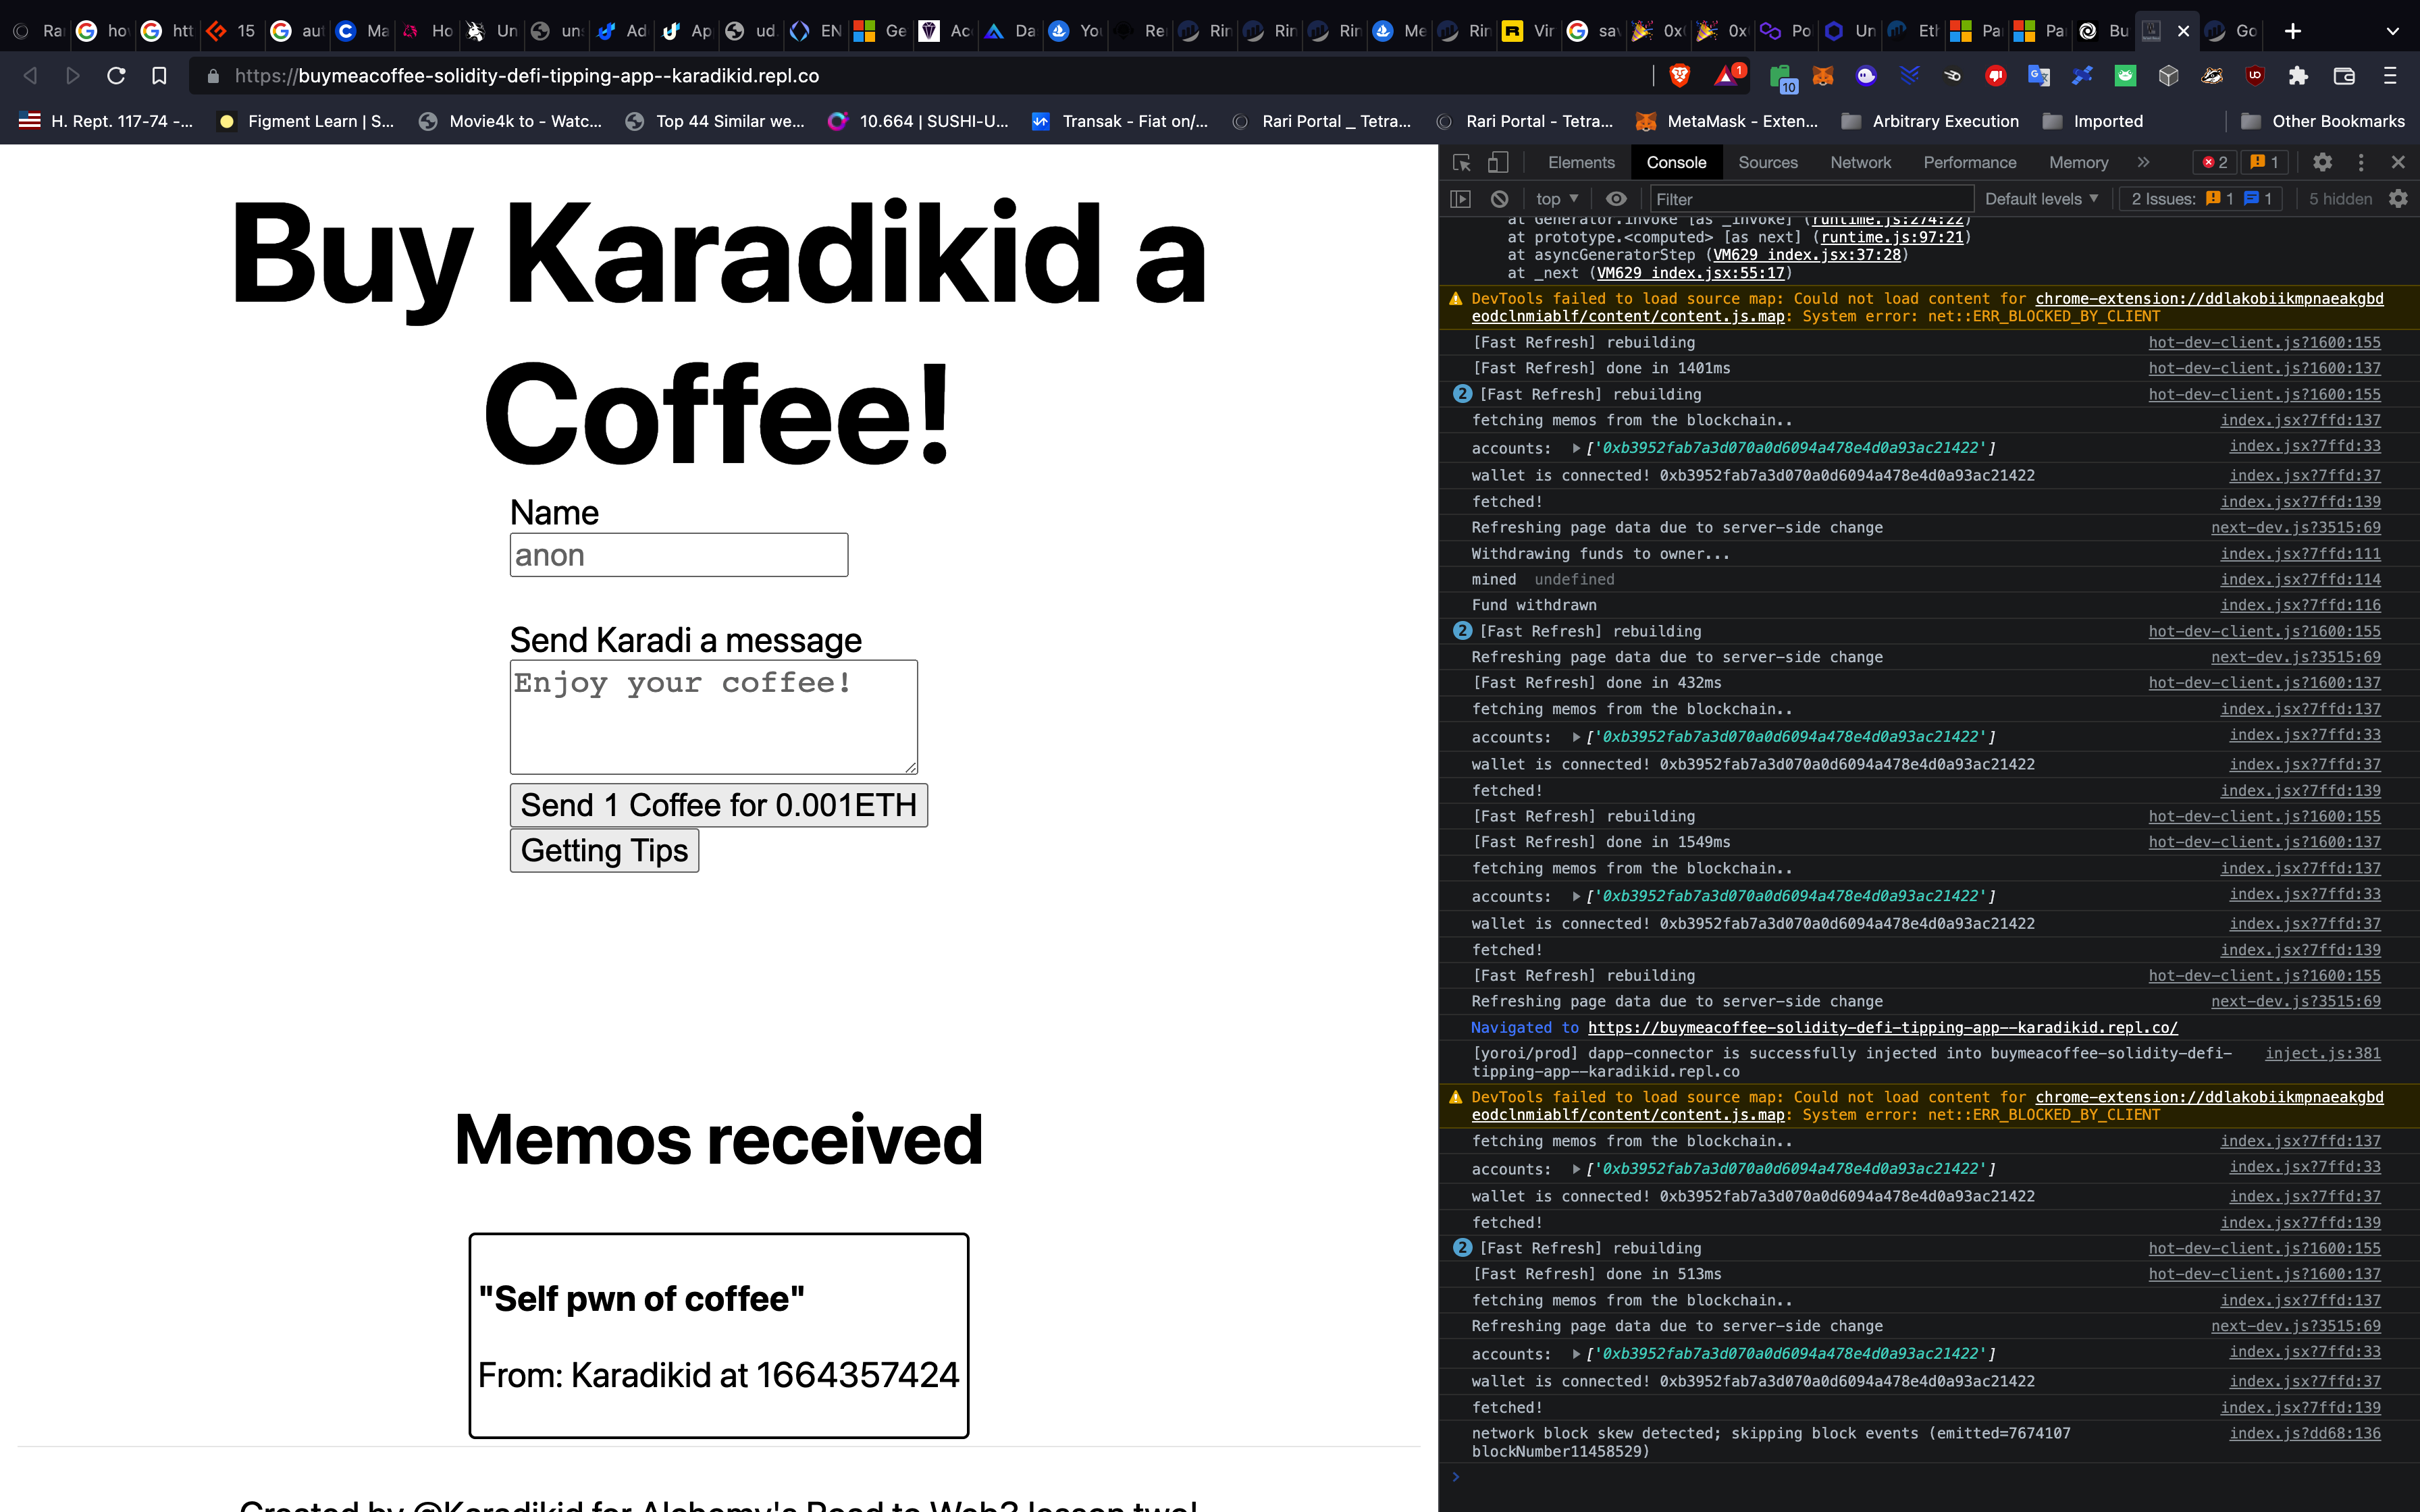 Ra
ho
htt
15
aut
Ma
Ho
Un
un
Ad
Ap
ud
EN
Ge
Ac
Da
You
Re
Rin
Rin
Rin
Me
Rin
Vir
sav
0x
0x
Po
Un
Eth
Pa
Pa
Bu
Go
https://buymeacoffee-solidity-defi-tipping-app--karadikid.repl.co
1
10
H. Rept. 117-74 -...
Figment Learn | S...
Movie4k to - Watc...
Top 44 Similar we...
10.664 | SUSHI-U...
Transak - Fiat on/...
Rari Portal _ Tetra...
Rari Portal - Tetra...
MetaMask - Exten...
Arbitrary Execution
Imported
Other Bookmarks
Buy Karadikid a
Coffee!
Name
anon
Send Karadi a message
Enjoy your coffee!
Send 1 Coffee for 0.001ETH
Getting Tips
Memos received
"Self pwn of coffee"
From: Karadikid at 1664357424
Created by @Karadikid for Alchemy's Road to Web3 lesson two!
Elements Console Sources Network Performance Memory 2 1
top Filter Default levels 2 Issues: 1 1 5 hidden
at Generator.invoke [as _invoke] (runtime.js:274:22)
at prototype.<computed> [as next] (runtime.js:97:21)
at asyncGeneratorStep (VM629 index.jsx:37:28)
at _next (VM629 index.jsx:55:17)
DevTools failed to load source map: Could not load content for chrome-extension://ddlakobiikmpnaeakgbd
eodclnmiablf/content/content.js.map: System error: net::ERR_BLOCKED_BY_CLIENT
[Fast Refresh] rebuilding hot-dev-client.js?1600:155
[Fast Refresh] done in 1401ms hot-dev-client.js?1600:137
2 [Fast Refresh] rebuilding hot-dev-client.js?1600:155
fetching memos from the blockchain.. index.jsx?7ffd:137
accounts: ['0xb3952fab7a3d070a0d6094a478e4d0a93ac21422'] index.jsx?7ffd:33
wallet is connected! 0xb3952fab7a3d070a0d6094a478e4d0a93ac21422 index.jsx?7ffd:37
fetched! index.jsx?7ffd:139
Refreshing page data due to server-side change next-dev.js?3515:69
Withdrawing funds to owner... index.jsx?7ffd:111
mined undefined index.jsx?7ffd:114
Fund withdrawn index.jsx?7ffd:116
2 [Fast Refresh] rebuilding hot-dev-client.js?1600:155
Refreshing page data due to server-side change next-dev.js?3515:69
[Fast Refresh] done in 432ms hot-dev-client.js?1600:137
fetching memos from the blockchain.. index.jsx?7ffd:137
accounts: ['0xb3952fab7a3d070a0d6094a478e4d0a93ac21422'] index.jsx?7ffd:33
wallet is connected! 0xb3952fab7a3d070a0d6094a478e4d0a93ac21422 index.jsx?7ffd:37
fetched! index.jsx?7ffd:139
[Fast Refresh] rebuilding hot-dev-client.js?1600:155
[Fast Refresh] done in 1549ms hot-dev-client.js?1600:137
fetching memos from the blockchain.. index.jsx?7ffd:137
accounts: ['0xb3952fab7a3d070a0d6094a478e4d0a93ac21422'] index.jsx?7ffd:33
wallet is connected! 0xb3952fab7a3d070a0d6094a478e4d0a93ac21422 index.jsx?7ffd:37
fetched! index.jsx?7ffd:139
[Fast Refresh] rebuilding hot-dev-client.js?1600:155
Refreshing page data due to server-side change next-dev.js?3515:69
Navigated to https://buymeacoffee-solidity-defi-tipping-app--karadikid.repl.co/
[yoroi/prod] dapp-connector is successfully injected into buymeacoffee-solidity-defi- inject.js:381
tipping-app--karadikid.repl.co
DevTools failed to load source map: Could not load content for chrome-extension://ddlakobiikmpnaeakgbd
eodclnmiablf/content/content.js.map: System error: net::ERR_BLOCKED_BY_CLIENT
fetching memos from the blockchain.. index.jsx?7ffd:137
accounts: ['0xb3952fab7a3d070a0d6094a478e4d0a93ac21422'] index.jsx?7ffd:33
wallet is connected! 0xb3952fab7a3d070a0d6094a478e4d0a93ac21422 index.jsx?7ffd:37
fetched! index.jsx?7ffd:139
2 [Fast Refresh] rebuilding hot-dev-client.js?1600:155
[Fast Refresh] done in 513ms hot-dev-client.js?1600:137
fetching memos from the blockchain.. index.jsx?7ffd:137
Refreshing page data due to server-side change next-dev.js?3515:69
accounts: ['0xb3952fab7a3d070a0d6094a478e4d0a93ac21422'] index.jsx?7ffd:33
wallet is connected! 0xb3952fab7a3d070a0d6094a478e4d0a93ac21422 index.jsx?7ffd:37
fetched! index.jsx?7ffd:139
network block skew detected; skipping block events (emitted=7674107 index.js?dd68:136
blockNumber11458529)